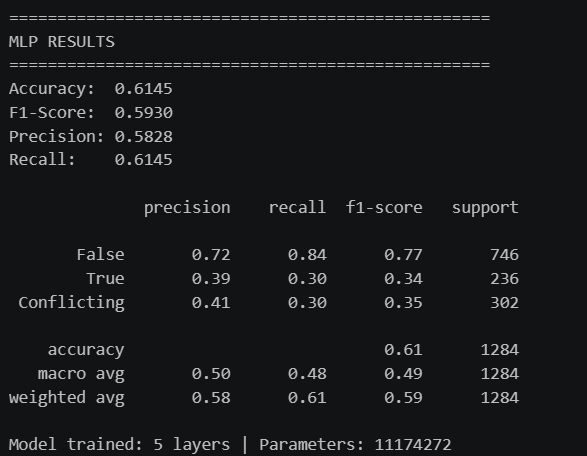 ==================================================
MLP RESULTS
==================================================
Accuracy:  0.6145
F1-Score:  0.5930
Precision: 0.5828
Recall:    0.6145
              precision    recall  f1-score   support
       False       0.72      0.84      0.77       746
        True       0.39      0.30      0.34       236
 Conflicting       0.41      0.30      0.35       302
    accuracy                           0.61      1284
   macro avg       0.50      0.48      0.49      1284
weighted avg       0.58      0.61      0.59      1284
Model trained: 5 layers | Parameters: 11174272